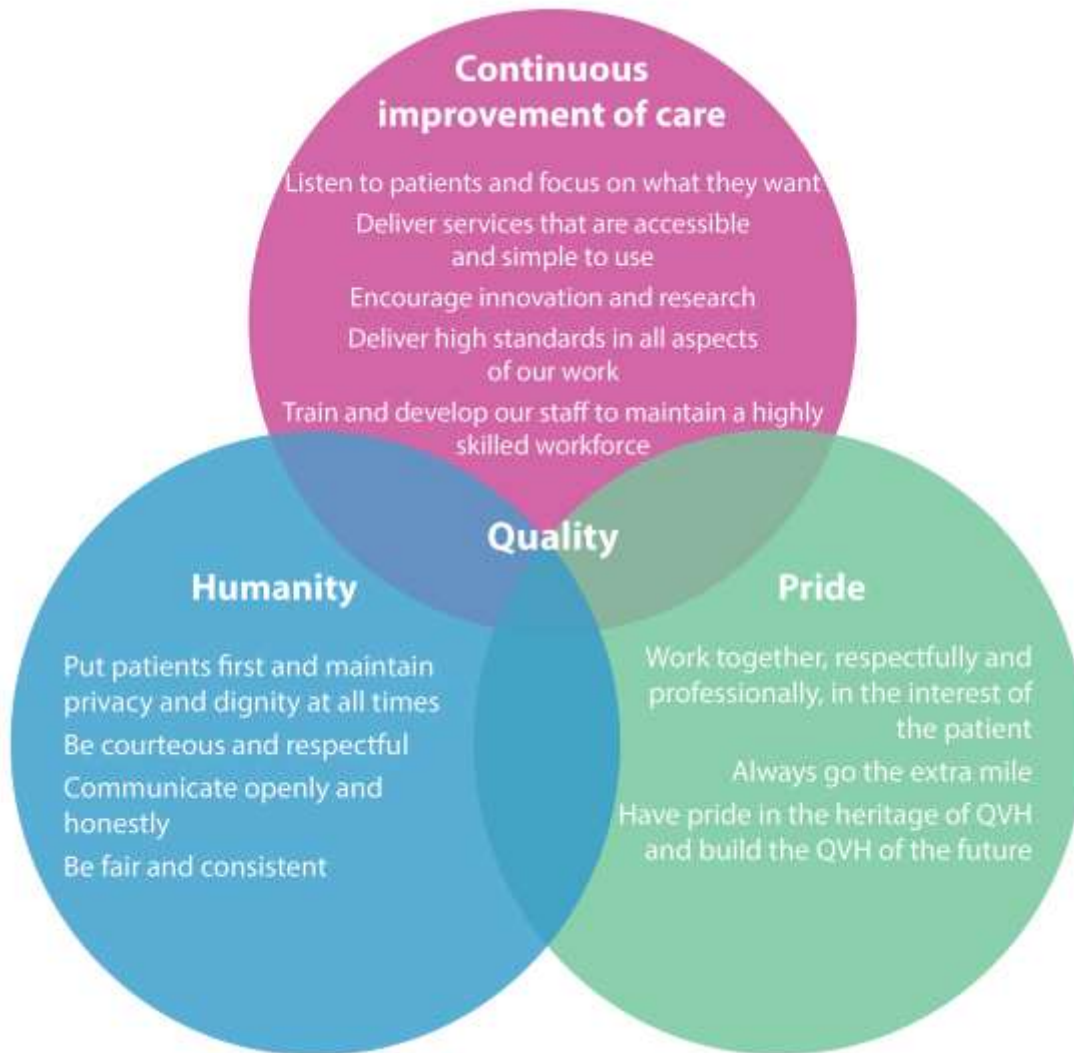 Continuous
improvement of care
Listen to patients and focus on what they want
Deliver services that are accessible
and simple to use
Encourage innovation and research
Deliver high standards in all aspects
of our work
Train and develop our staff to maintain a highly
skilled workforce
Quality
Humanity
Put patients first and maintain
privacy and dignity at all times
Be courteous and respectful
Communicate openly and
honestly
Be fair and consistent
Pride
Work together, respectfully and
professionally, in the interest of
the patient
Always go the extra mile
Have pride in the heritage of QVH
and build the QVH of the future